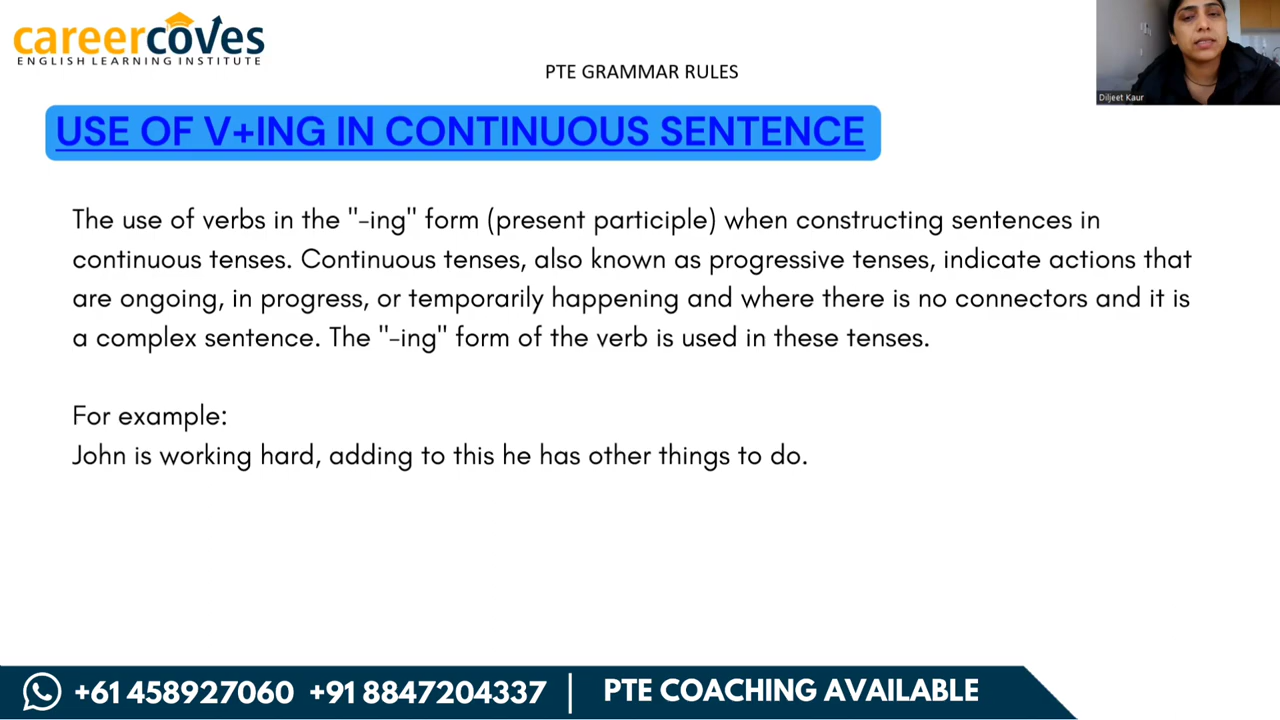 careercoves
ENGLISH LEARNING INSTITUTE
PTE GRAMMAR RULES
Diljeet Kaur
USE OF V+ING IN CONTINUOUS SENTENCE
The use of verbs in the "-ing" form (present participle) when constructing sentences in
continuous tenses. Continuous tenses, also known as progressive tenses, indicate actions that
are ongoing, in progress, or temporarily happening and where there is no connectors and it is
a complex sentence. The "-ing" form of the verb is used in these tenses.
For example:
John is working hard, adding to this he has other things to do.
+61 458927060 +91 8847204337 | PTE COACHING AVAILABLE